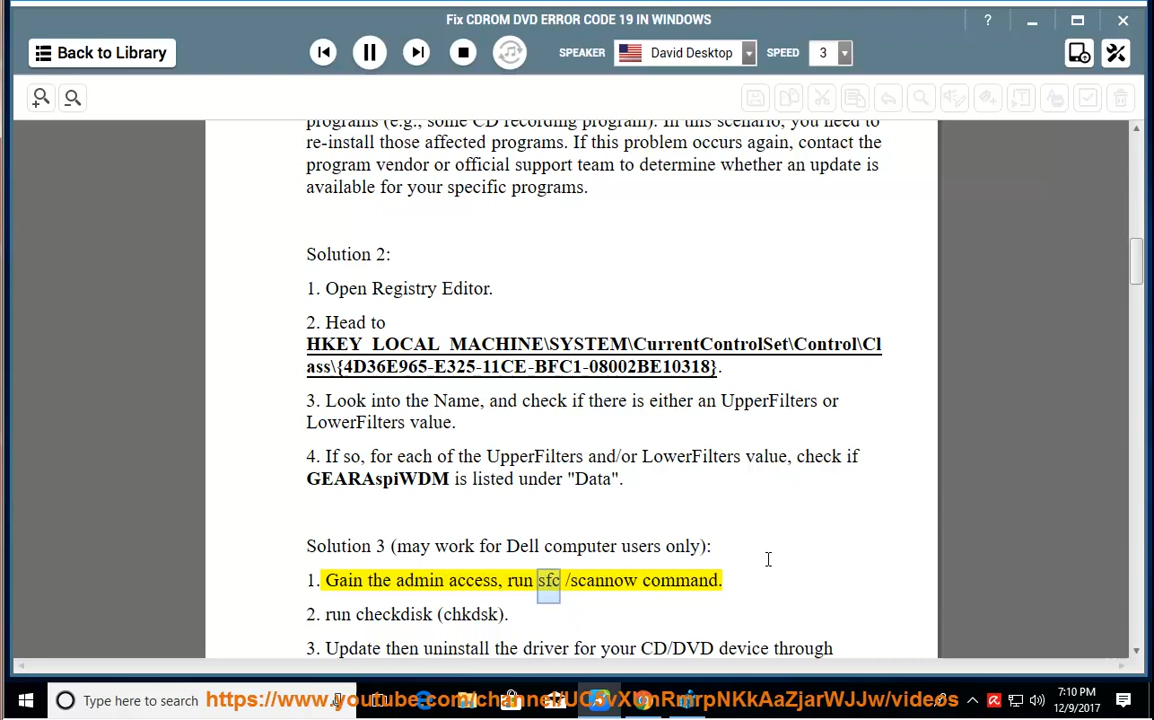 Fix CDROM DVD ERROR CODE 19 IN WINDOWS
?
Back to Library
SPEAKER
David Desktop
SPEED
3
programs (e.g., some CD recording program). In this scenario, you need to
re-install those affected programs. If this problem occurs again, contact the
program vendor or official support team to determine whether an update is
available for your specific programs.
Solution 2:
1. Open Registry Editor.
2. Head to
HKEY_LOCAL_MACHINE\SYSTEM\CurrentControlSet\Control\Cl
ass\{4D36E965-E325-11CE-BFC1-08002BE10318}.
3. Look into the Name, and check if there is either an UpperFilters or
LowerFilters value.
4. If so, for each of the UpperFilters and/or LowerFilters value, check if
GEARAspiWDM is listed under "Data".
Solution 3 (may work for Dell computer users only):
1. Gain the admin access, run sfc /scannow command.
2. run checkdisk (chkdsk).
3. Update then uninstall the driver for your CD/DVD device through
Type here to search
7:10 PM
12/9/2017